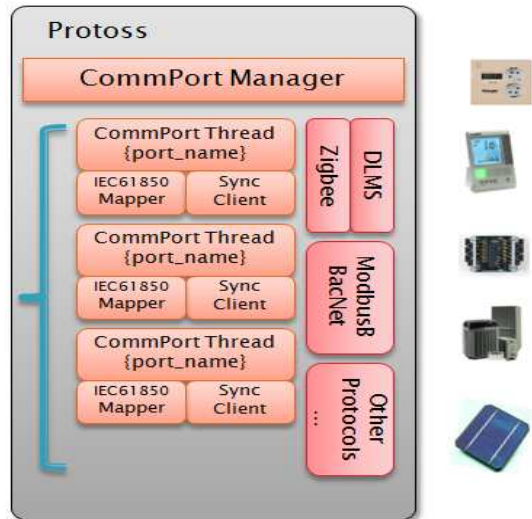 Protoss
CommPort Manager
CommPort Thread
{port_name}
IEC61850
Mapper
Sync
Client
Zigbee
DLMS
CommPort Thread
{port_name}
IEC61850
Mapper
Sync
Client
ModbusB
BacNet
CommPort Thread
{port_name}
IEC61850
Mapper
Sync
Client
Other
Protocols
...